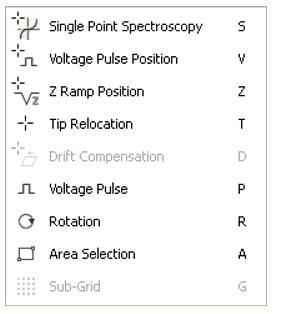 Single Point Spectroscopy S
Voltage Pulse Position V
Z Ramp Position Z
Tip Relocation T
Drift Compensation D
Voltage Pulse P
Rotation R
Area Selection A
Sub-Grid G